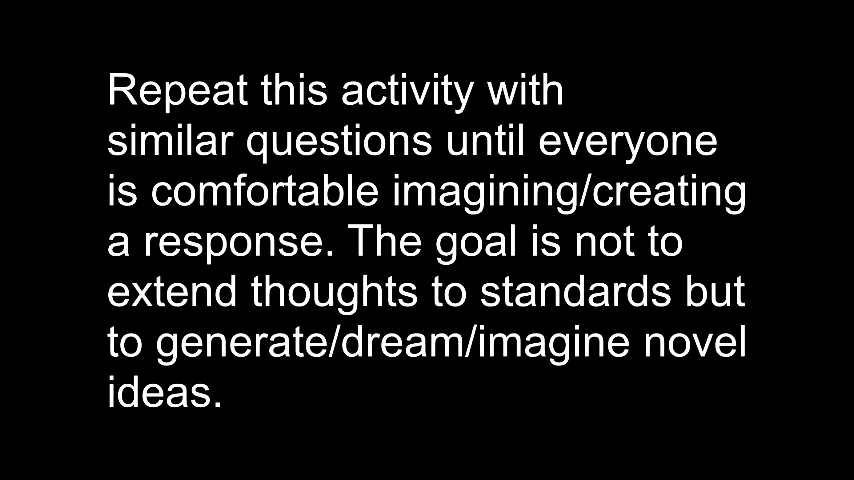 Repeat this activity with
similar questions until everyone
is comfortable imagining/creating
a response. The goal is not to
extend thoughts to standards but
to generate/dream/imagine novel
ideas.